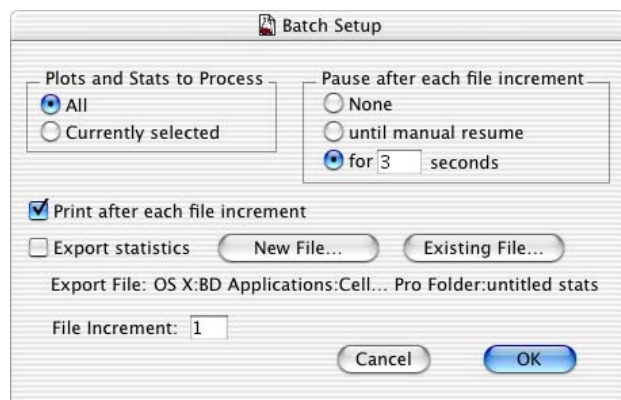 Batch Setup
Plots and Stats to Process
All
Currently selected
Pause after each file increment
None
until manual resume
for 3 seconds
Print after each file increment
Export statistics New File... Existing File...
Export File: OS X:BD Applications:Cell... Pro Folder:untitled stats
File Increment: 1
Cancel OK